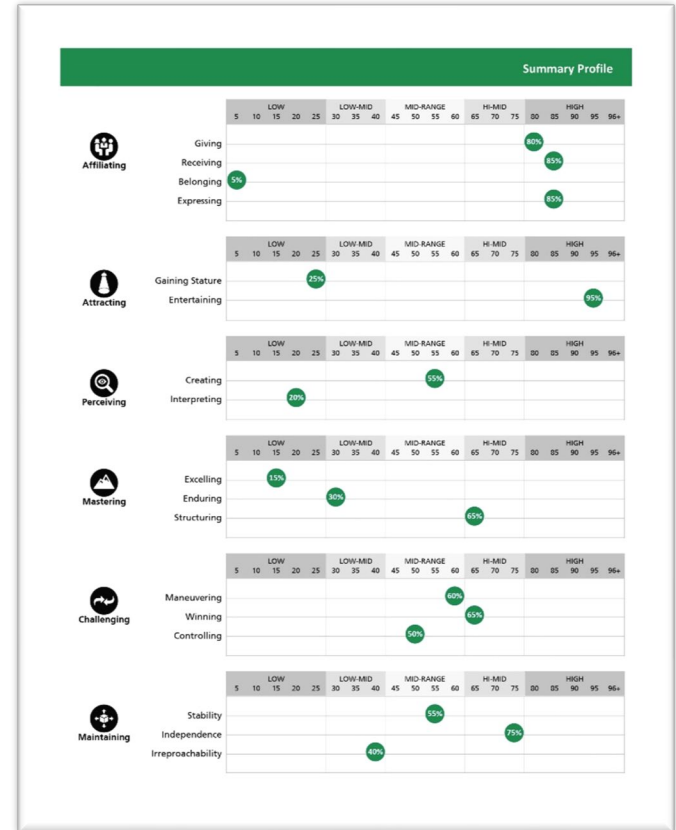 Summary Profile
LOW LOW-MID MID-RANGE HI-MID HIGH
5 10 15 20 25 30 35 40 45 50 55 60 65 70 75 80 85 90 95 96+
Affiliating
Giving 80%
Receiving 85%
Belonging 5%
Expressing 85%
LOW LOW-MID MID-RANGE HI-MID HIGH
5 10 15 20 25 30 35 40 45 50 55 60 65 70 75 80 85 90 95 96+
Attracting
Gaining Stature 25%
Entertaining 95%
LOW LOW-MID MID-RANGE HI-MID HIGH
5 10 15 20 25 30 35 40 45 50 55 60 65 70 75 80 85 90 95 96+
Perceiving
Creating 55%
Interpreting 20%
LOW LOW-MID MID-RANGE HI-MID HIGH
5 10 15 20 25 30 35 40 45 50 55 60 65 70 75 80 85 90 95 96+
Mastering
Excelling 15%
Enduring 30%
Structuring 65%
LOW LOW-MID MID-RANGE HI-MID HIGH
5 10 15 20 25 30 35 40 45 50 55 60 65 70 75 80 85 90 95 96+
Challenging
Maneuvering 60%
Winning 65%
Controlling 50%
LOW LOW-MID MID-RANGE HI-MID HIGH
5 10 15 20 25 30 35 40 45 50 55 60 65 70 75 80 85 90 95 96+
Maintaining
Stability 55%
Independence 75%
Irreproachability 40%